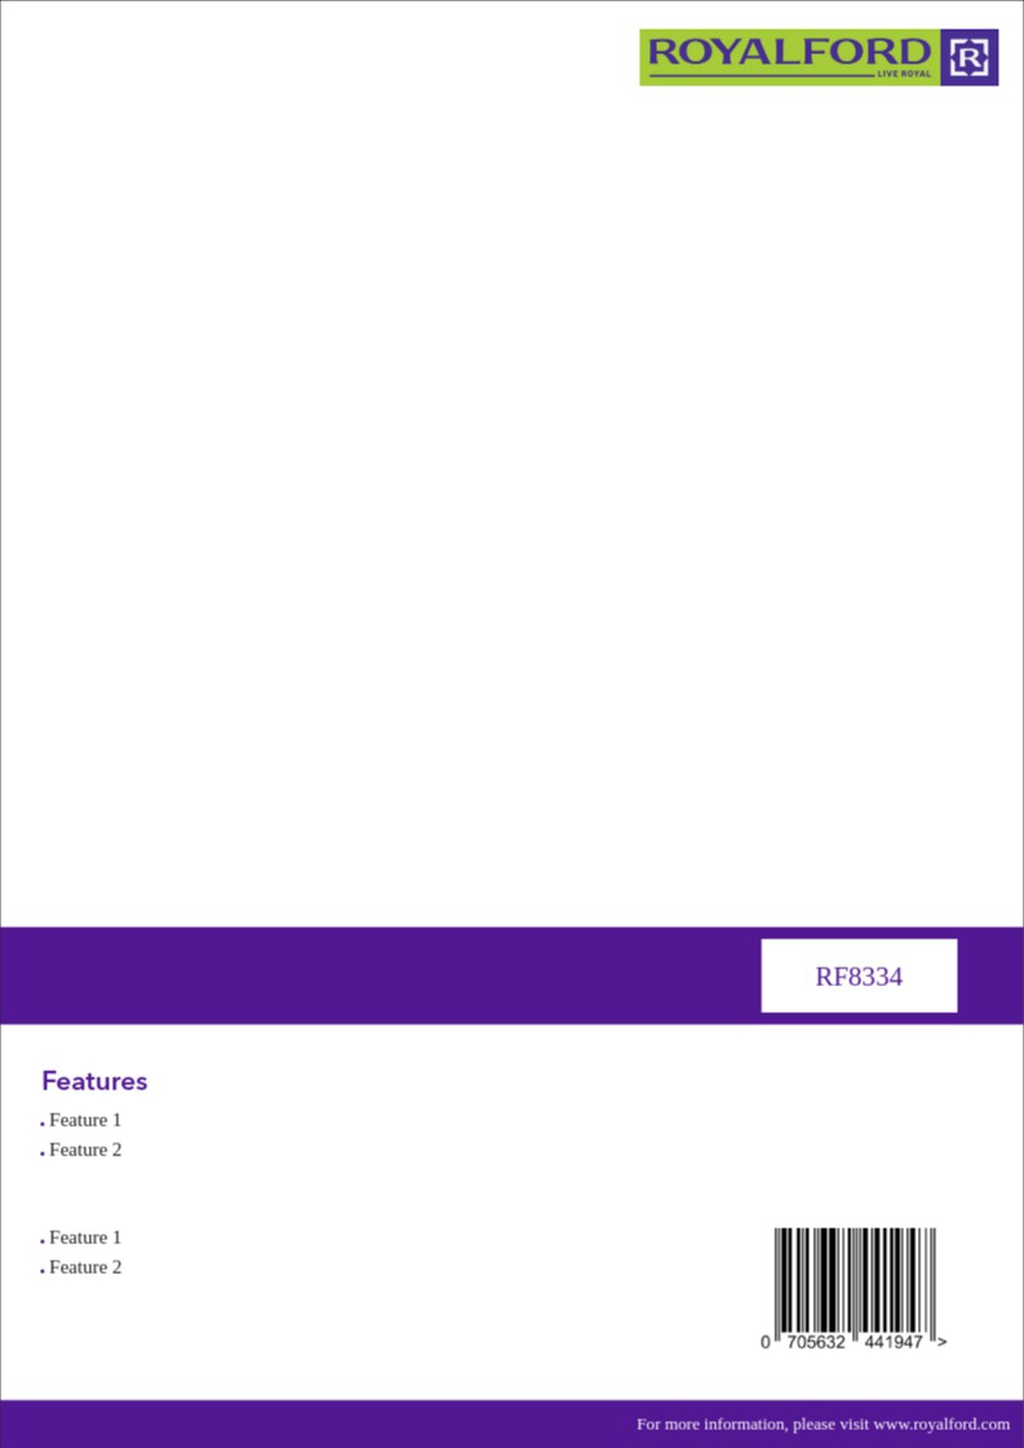 ROYALFORD R
LIVE ROYAL
RF8334
Features
. Feature 1
. Feature 2
. Feature 1
. Feature 2
0 705632 441947 >
For more information, please visit www.royalford.com